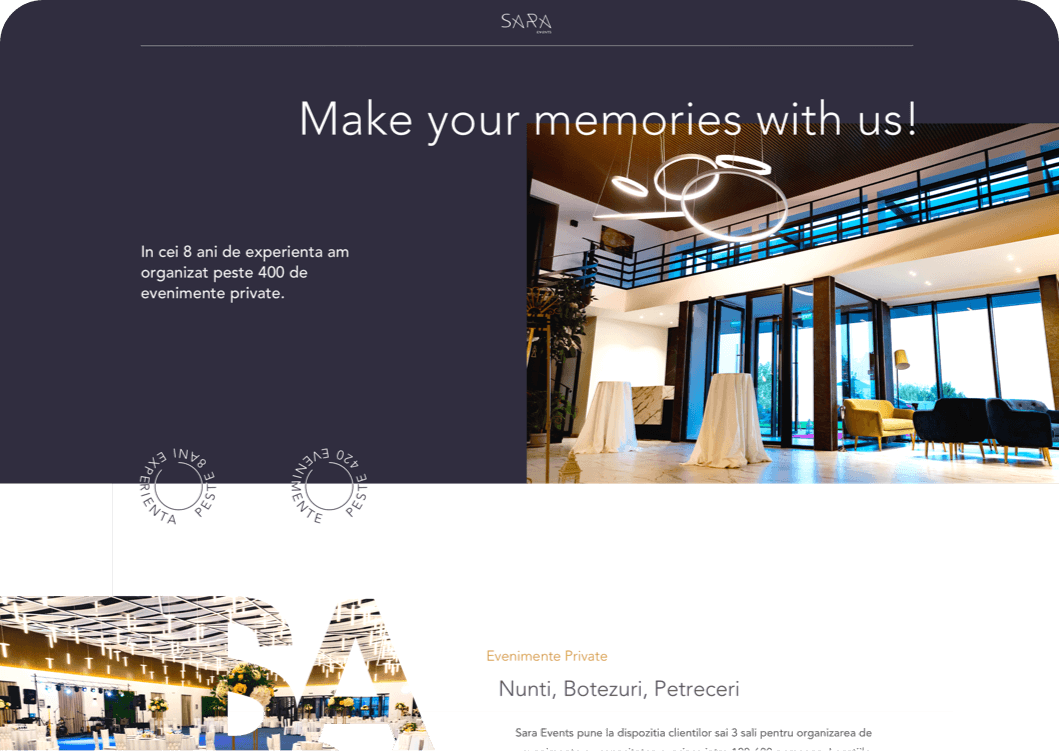 SARA
events
Make your memories with us!
In cei 8 ani de experienta am
organizat peste 400 de
evenimente private.
PESTE 8 ANI EXPERIENTA
PESTE 420 EVENIMENTE
SA
Evenimente Private
Nunti, Botezuri, Petreceri
Sara Events pune la dispozitia clientilor sai 3 sali pentru organizarea de